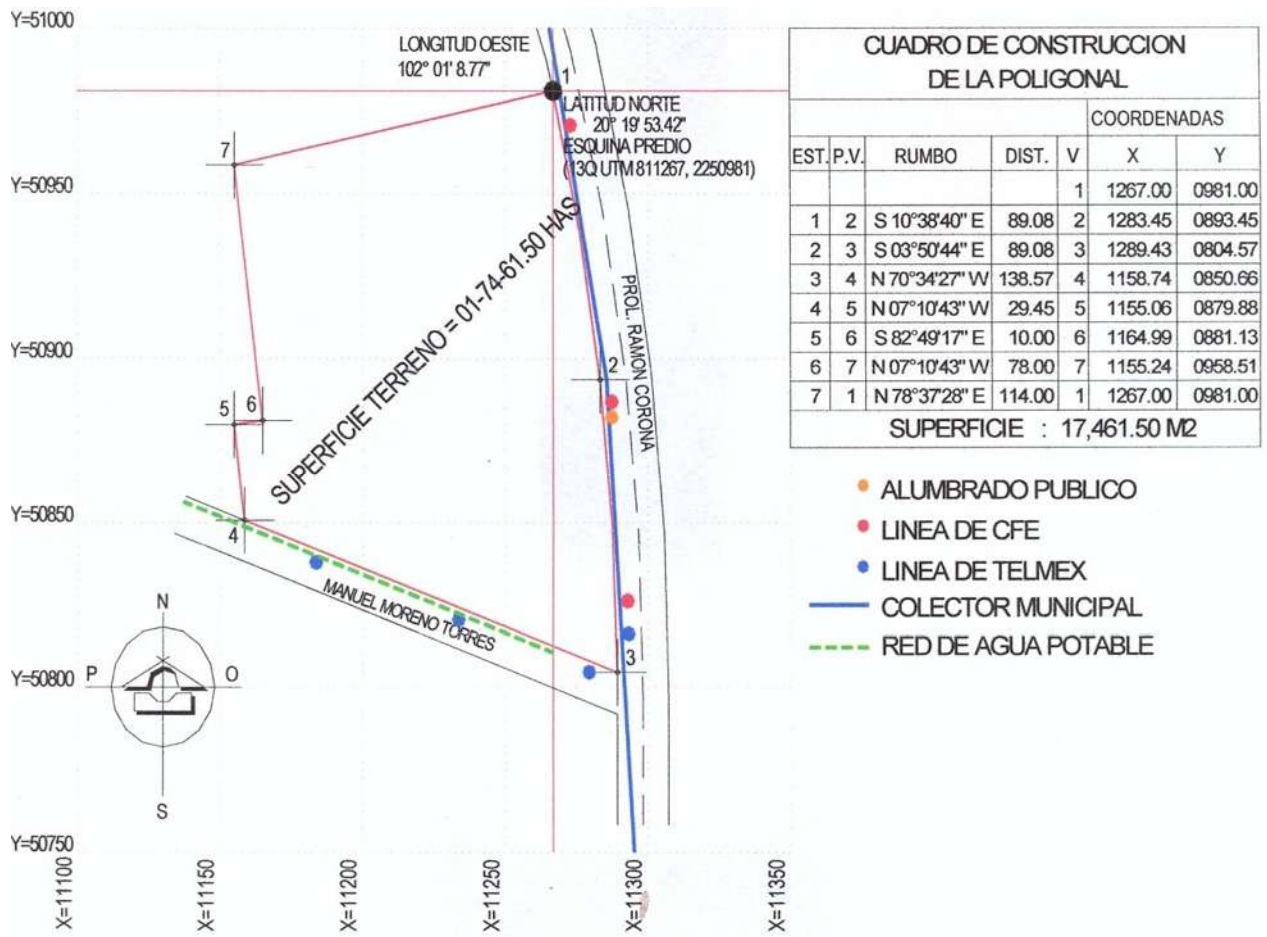 Y=51000
LONGITUD OESTE
102° 01' 8.77"
1
LATITUD NORTE
20° 19' 53.42"
ESQUINA PREDIO
(13Q UTM 811267, 2250981)
7
Y=50950
SUPERFICIE TERRENO = 01-74-61.50 HAS
PROL. RAMON CORONA
Y=50900
2
5
6
Y=50850
4
MANUEL MORENO TORRES
3
Y=50800
N
P
O
S
Y=50750
X=11100
X=11150
X=11200
X=11250
X=11300
X=11350
CUADRO DE CONSTRUCCION
DE LA POLIGONAL
COORDENADAS
EST. P.V. RUMBO DIST. V X Y
1 1267.00 0981.00
1 2 S 10°38'40" E 89.08 2 1283.45 0893.45
2 3 S 03°50'44" E 89.08 3 1289.43 0804.57
3 4 N 70°34'27" W 138.57 4 1158.74 0850.66
4 5 N 07°10'43" W 29.45 5 1155.06 0879.88
5 6 S 82°49'17" E 10.00 6 1164.99 0881.13
6 7 N 07°10'43" W 78.00 7 1155.24 0958.51
7 1 N 78°37'28" E 114.00 1 1267.00 0981.00
SUPERFICIE : 17,461.50 M2
ALUMBRADO PUBLICO
LINEA DE CFE
LINEA DE TELMEX
COLECTOR MUNICIPAL
RED DE AGUA POTABLE